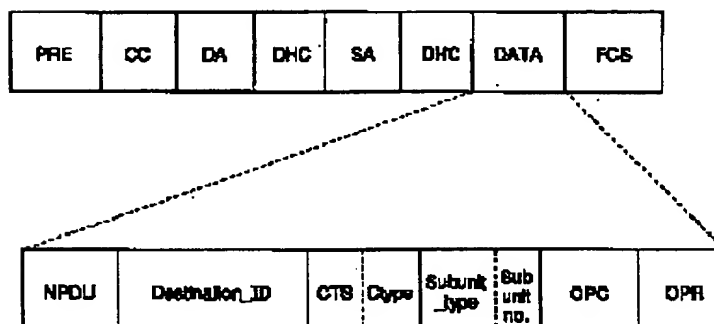 PRE CC DA DHC SA DHC DATA FCS
NPDU Destination_ID CTS Ctype Subunit_type Sub unit no. OPC OPR